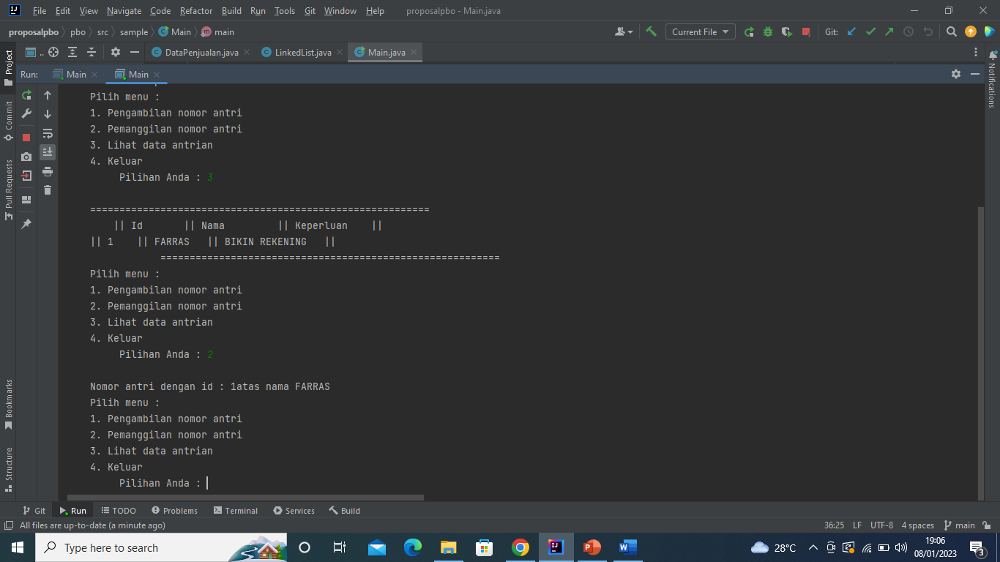 File Edit View Navigate Code Refactor Build Run Tools Git Window Help proposalpbo - Main.java
proposalpbo pbo src sample Main main Current File Git:
Project .. DataPenjualan.java LinkedList.java Main.java
Run: Main Main
Notifications
Commit
Pull Requests
Bookmarks
Structure
Pilih menu :
1. Pengambilan nomor antri
2. Pemanggilan nomor antri
3. Lihat data antrian
4. Keluar
Pilihan Anda : 3
==========================================================
|| Id || Nama || Keperluan ||
|| 1 || FARRAS || BIKIN REKENING ||
==========================================================
Pilih menu :
1. Pengambilan nomor antri
2. Pemanggilan nomor antri
3. Lihat data antrian
4. Keluar
Pilihan Anda : 2
Nomor antri dengan id : 1atas nama FARRAS
Pilih menu :
1. Pengambilan nomor antri
2. Pemanggilan nomor antri
3. Lihat data antrian
4. Keluar
Pilihan Anda :
Git Run TODO Problems Terminal Services Build
All files are up-to-date (a minute ago) 36:25 LF UTF-8 4 spaces main
Type here to search 28°C 19:06
08/01/2023 3